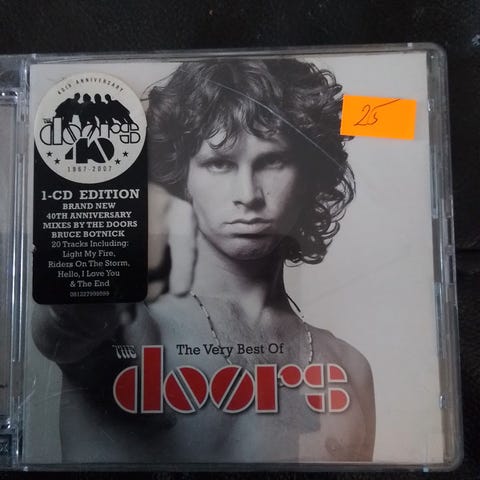 40TH ANNIVERSARY
THE
DOORS
40
1967-2007
1-CD EDITION
BRAND NEW
40TH ANNIVERSARY
MIXES BY THE DOORS
BRUCE BOTNICK
20 Tracks Including:
Light My Fire,
Riders On The Storm,
Hello, I Love You
& The End
081227999599
25
The Very Best Of
THE
doors